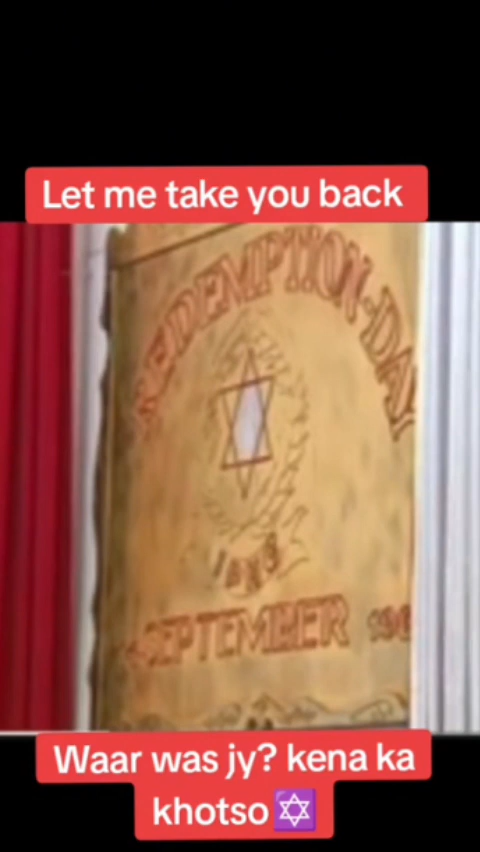 Let me take you back
REDEMPTION-DAY
SEPTEMBER
Waar was jy? kena ka
khotso🔯